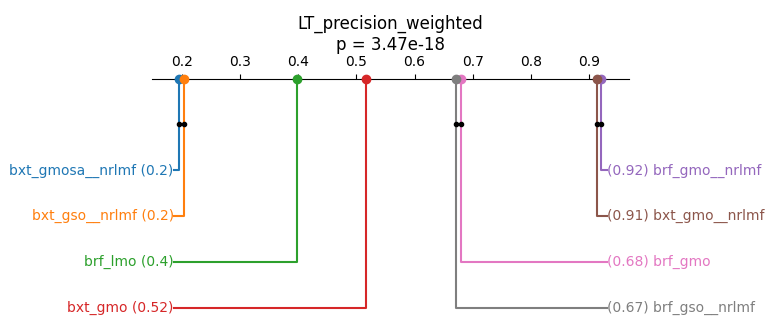 LT_precision_weighted
p = 3.47e-18
0.2 0.3 0.4 0.5 0.6 0.7 0.8 0.9
bxt_gmosa__nrlmf (0.2) (0.92) brf_gmo__nrlmf
bxt_gso__nrlmf (0.2) (0.91) bxt_gmo__nrlmf
brf_lmo (0.4) (0.68) brf_gmo
bxt_gmo (0.52) (0.67) brf_gso__nrlmf